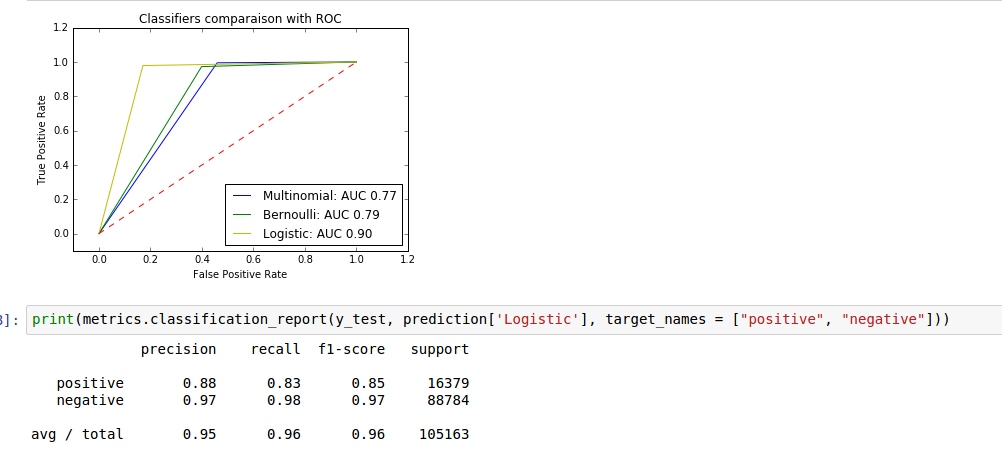 Classifiers comparaison with ROC
1.2
1.0
0.8
0.6
0.4
0.2
0.0
True Positive Rate
Multinomial: AUC 0.77
Bernoulli: AUC 0.79
Logistic: AUC 0.90
0.0 0.2 0.4 0.6 0.8 1.0 1.2
False Positive Rate
]: print(metrics.classification_report(y_test, prediction['Logistic'], target_names = ["positive", "negative"]))
precision recall f1-score support
positive 0.88 0.83 0.85 16379
negative 0.97 0.98 0.97 88784
avg / total 0.95 0.96 0.96 105163